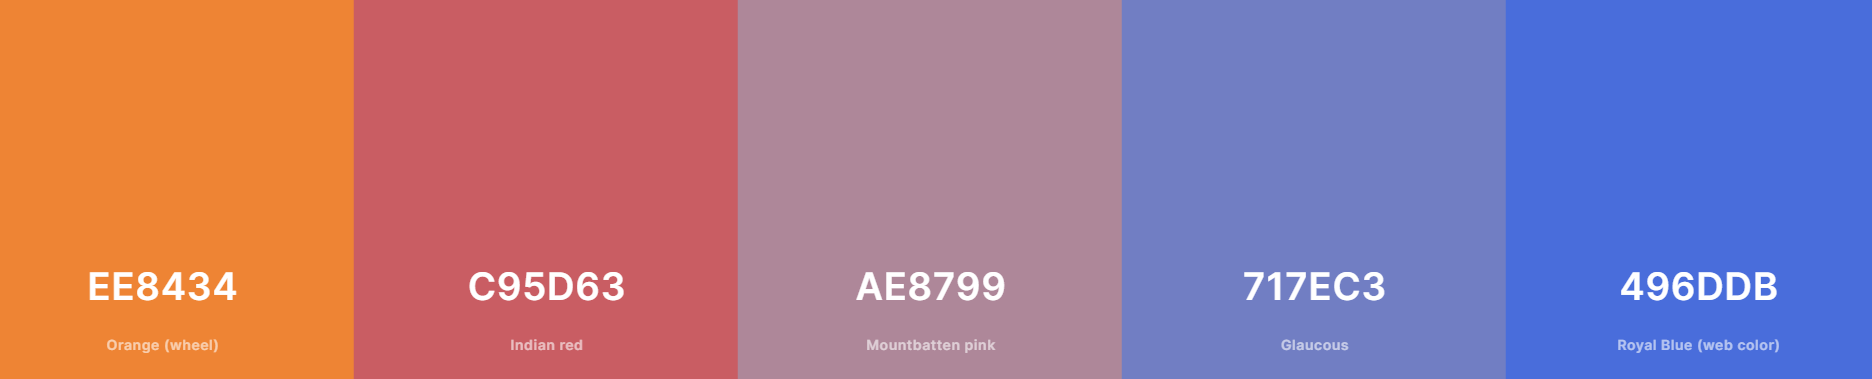 EE8434
Orange (wheel)
C95D63
Indian red
AE8799
Mountbatten pink
717EC3
Glaucous
496DDB
Royal Blue (web color)